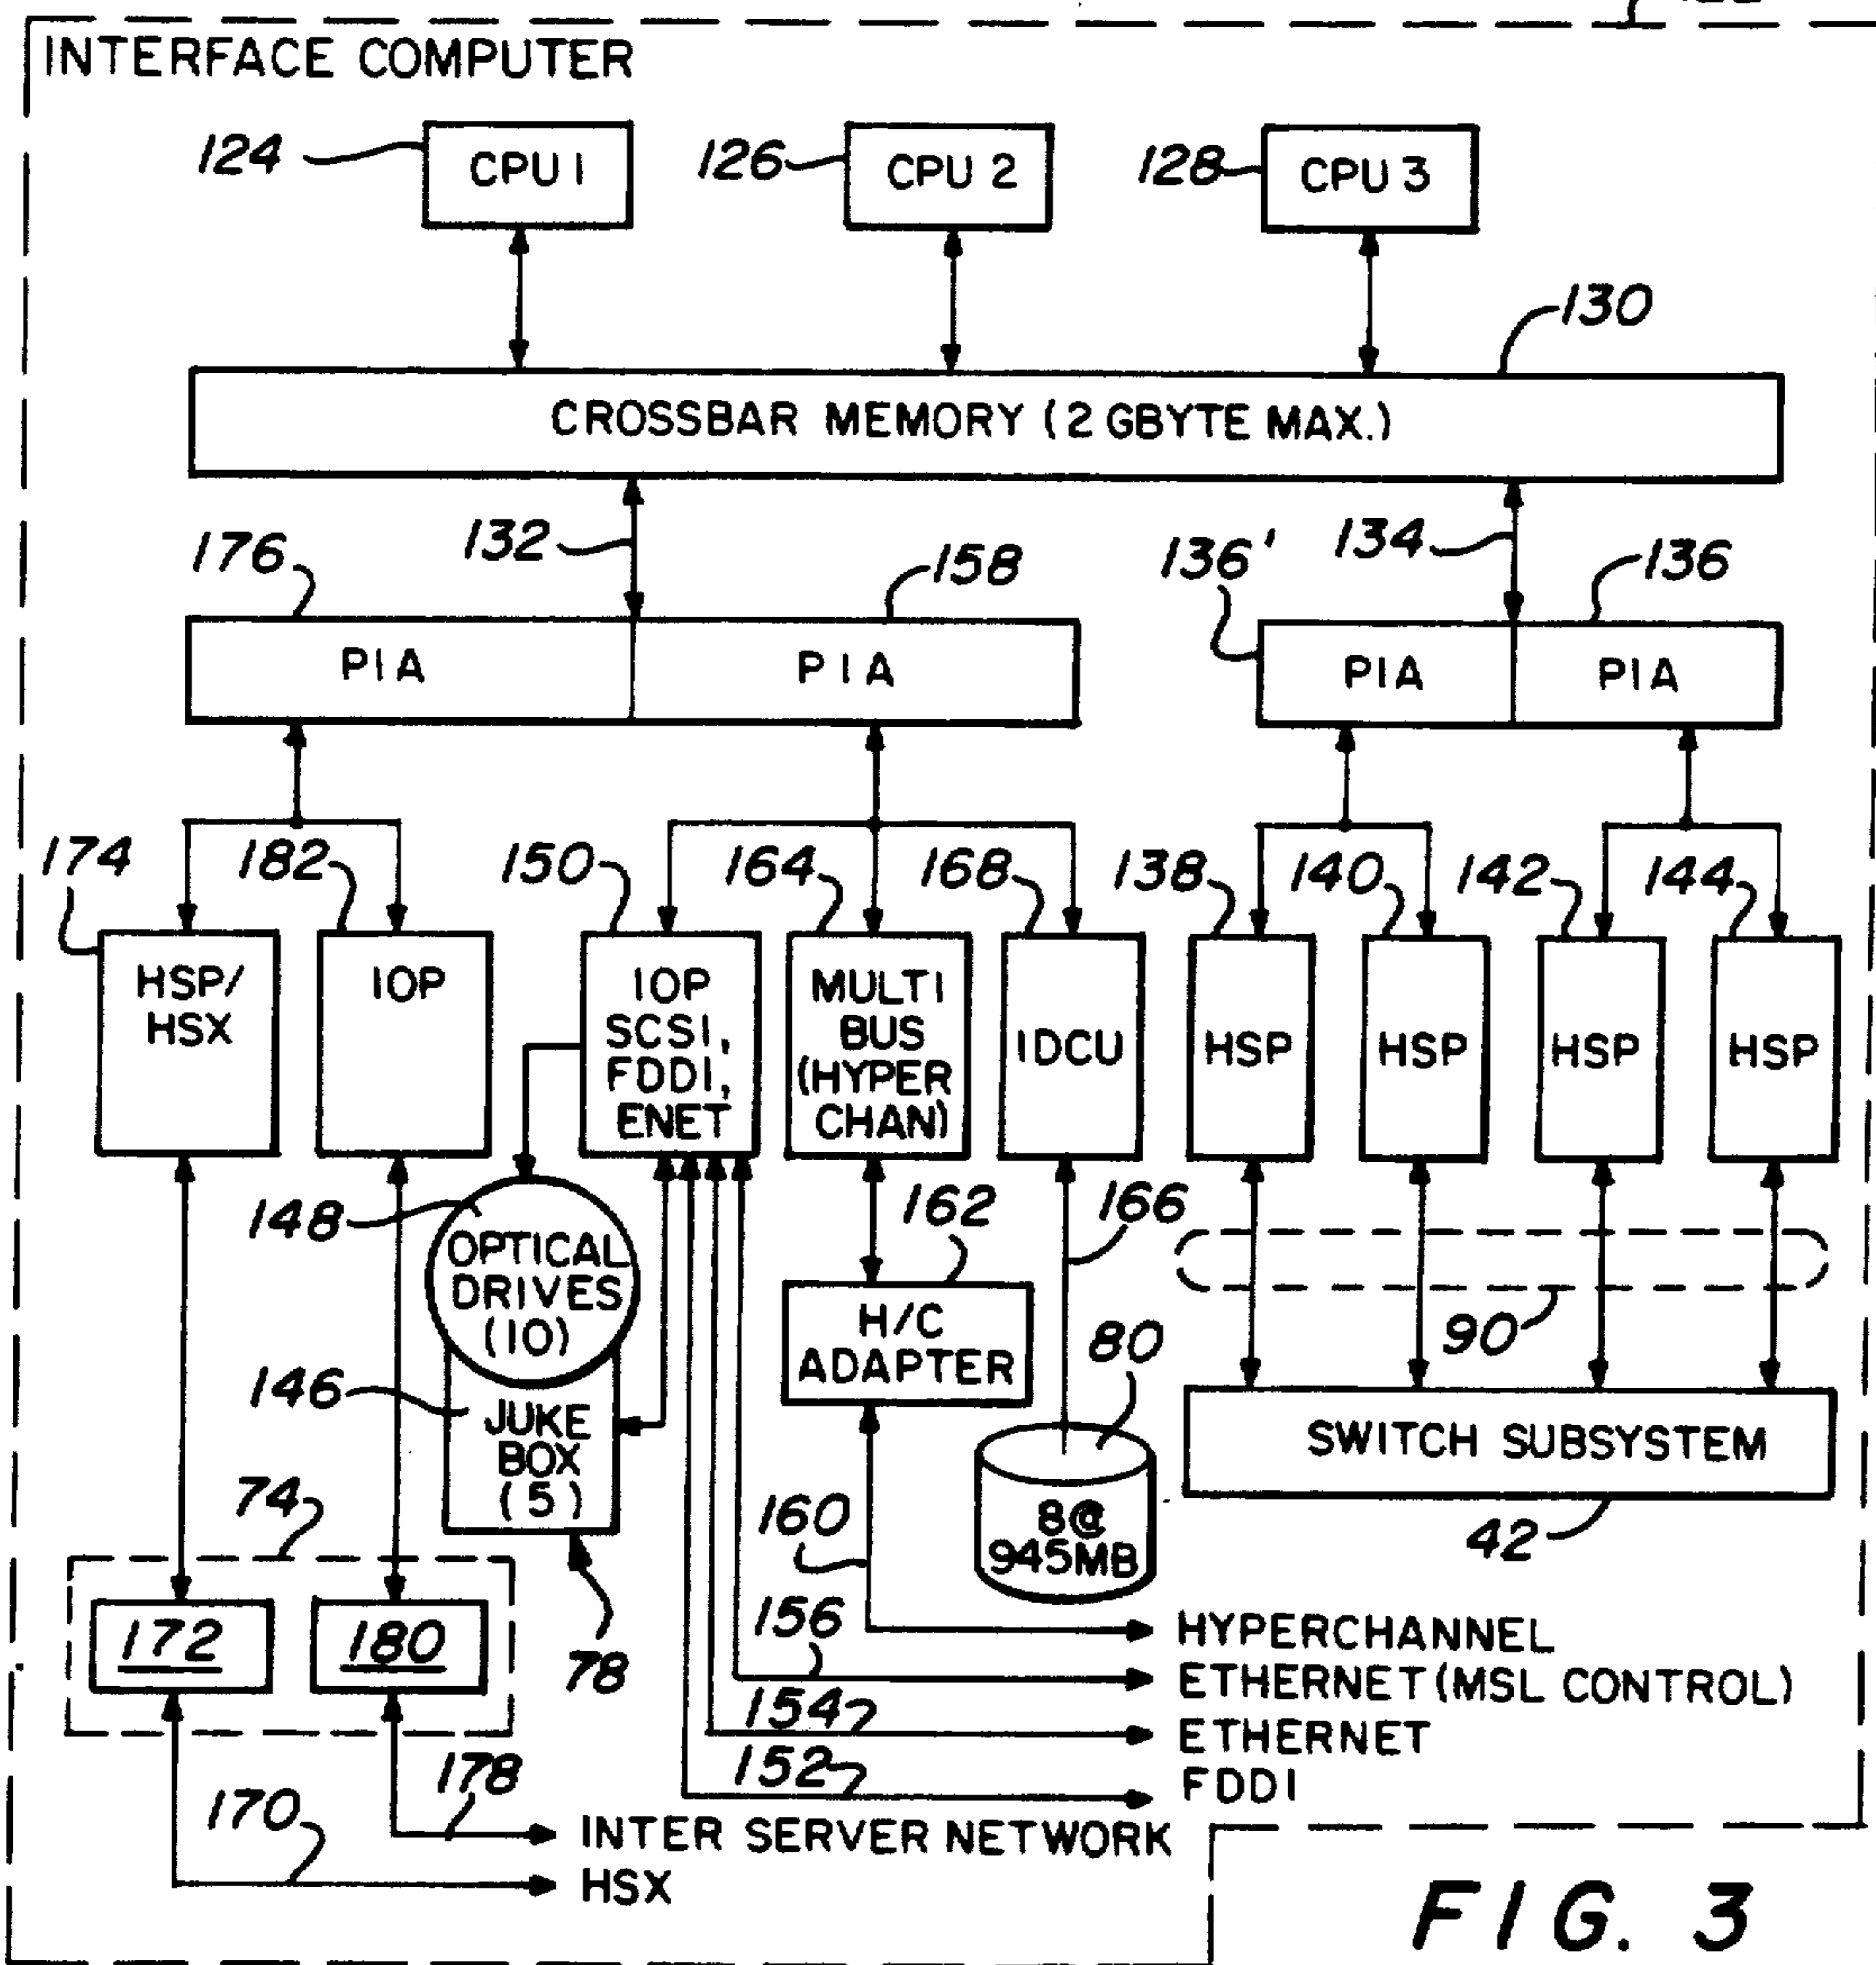 INTERFACE COMPUTER
124
CPU 1
126
CPU 2
128
CPU 3
130
CROSSBAR MEMORY (2 GBYTE MAX.)
176
132
158
136'
134
136
PIA
PIA
PIA
PIA
174
182
150
164
168
138
140
142
144
HSP/
HSX
IOP
IOP
SCSI,
FDDI,
ENET
MULTI
BUS
(HYPER
CHAN)
IDCU
HSP
HSP
HSP
HSP
148
OPTICAL
DRIVES
(10)
162
166
H/C
ADAPTER
80
90
146
JUKE
BOX
(5)
SWITCH SUBSYSTEM
74
160
8@
945MB
42
172
180
78
156
HYPERCHANNEL
ETHERNET (MSL CONTROL)
154
ETHERNET
152
FDDI
178
170
INTER SERVER NETWORK
HSX
FIG. 3